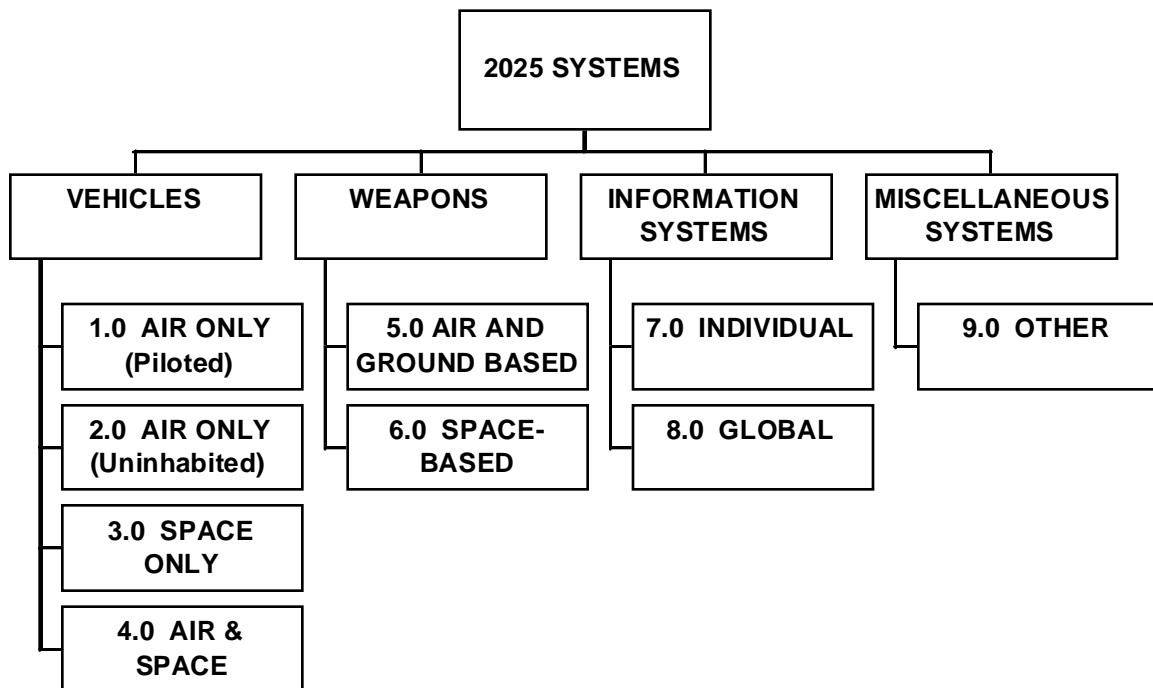 2025 SYSTEMS
VEHICLES
WEAPONS
INFORMATION
SYSTEMS
MISCELLANEOUS
SYSTEMS
1.0 AIR ONLY
(Piloted)
2.0 AIR ONLY
(Uninhabited)
3.0 SPACE
ONLY
4.0 AIR &
SPACE
5.0 AIR AND
GROUND BASED
6.0 SPACE-
BASED
7.0 INDIVIDUAL
8.0 GLOBAL
9.0 OTHER